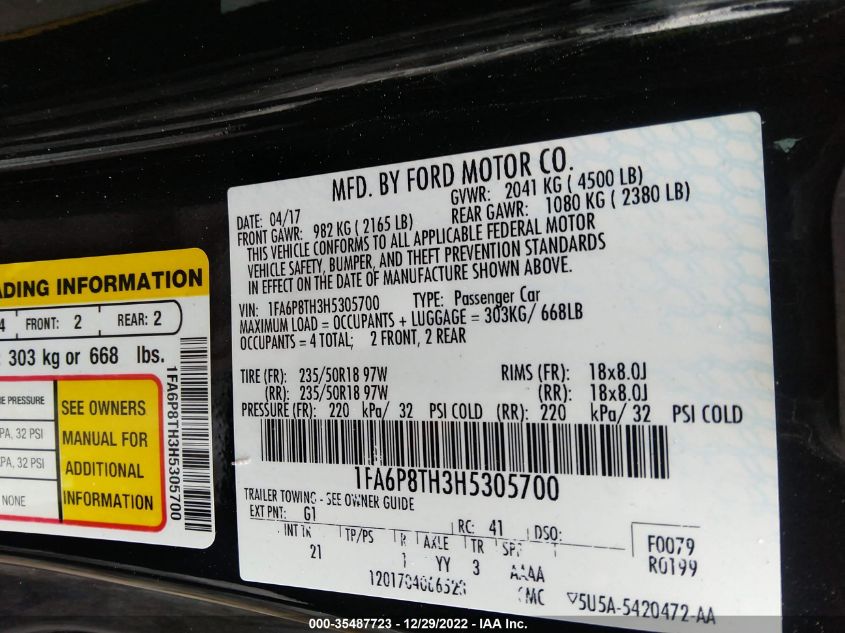 MFD. BY FORD MOTOR CO.
DATE: 04/17 GVWR: 2041 KG ( 4500 LB)
FRONT GAWR: 982 KG ( 2165 LB) REAR GAWR: 1080 KG ( 2380 LB)
THIS VEHICLE CONFORMS TO ALL APPLICABLE FEDERAL MOTOR
VEHICLE SAFETY, BUMPER, AND THEFT PREVENTION STANDARDS
IN EFFECT ON THE DATE OF MANUFACTURE SHOWN ABOVE.
VIN: 1FA6P8TH3H5305700 TYPE: Passenger Car
MAXIMUM LOAD = OCCUPANTS + LUGGAGE = 303KG/ 668LB
OCCUPANTS = 4 TOTAL; 2 FRONT, 2 REAR
TIRE (FR): 235/50R18 97W RIMS (FR): 18x8.0J
(RR): 235/50R18 97W (RR): 18x8.0J
PRESSURE (FR): 220 kPa/ 32 PSI COLD (RR): 220 kPa/ 32 PSI COLD
1FA6P8TH3H5305700
TRAILER TOWING - SEE OWNER GUIDE
EXT PNT: G1 RC: 41 DSO: F0079
INT TR TP/PS R AXLE TR SPR R0199
21 1 YY 3 AAAA
5U5A-5420472-AA
ADING INFORMATION
4 FRONT: 2 REAR: 2
303 kg or 668 lbs.
E PRESSURE
PA, 32 PSI
PA, 32 PSI
NONE
SEE OWNERS
MANUAL FOR
ADDITIONAL
INFORMATION
1FA6P8TH3H5305700
000-35487723 - 12/29/2022 - IAA Inc.